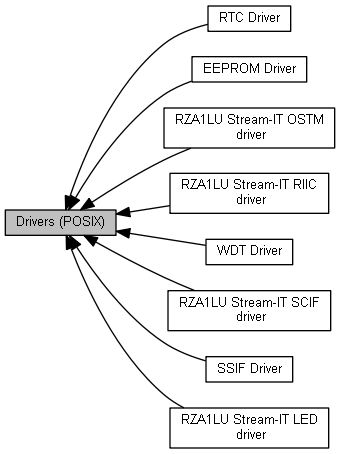 RTC Driver
EEPROM Driver
RZA1LU Stream-IT OSTM
driver
RZA1LU Stream-IT RIIC
driver
Drivers (POSIX)
WDT Driver
RZA1LU Stream-IT SCIF
driver
SSIF Driver
RZA1LU Stream-IT LED
driver